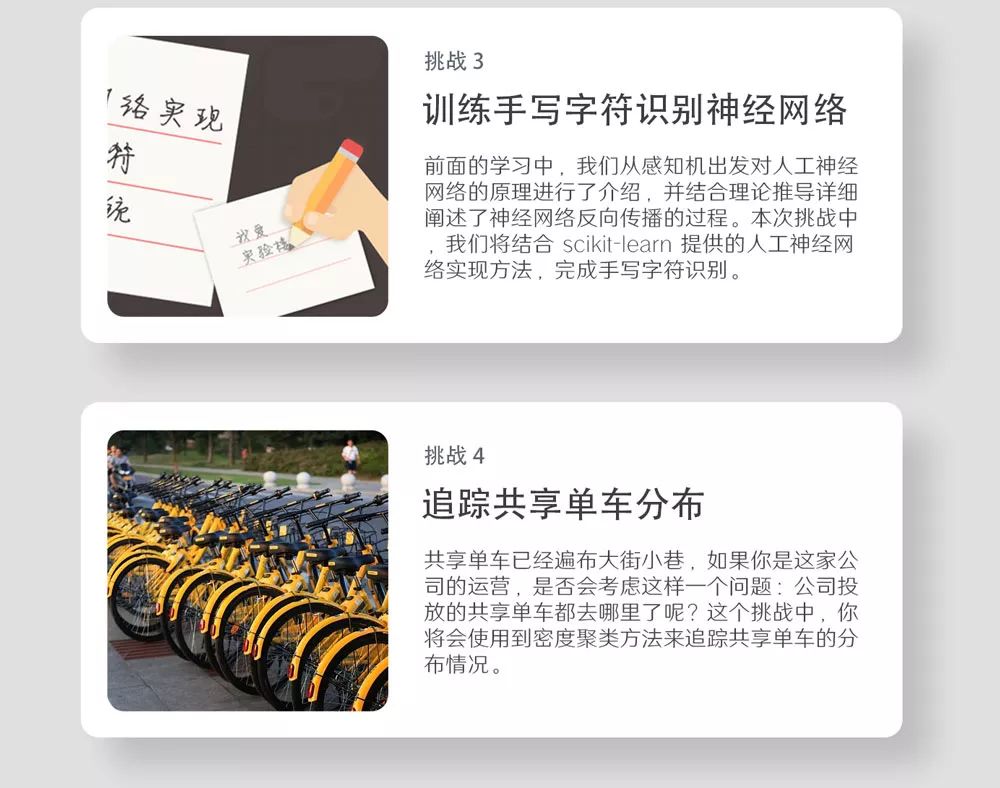 络实现
符
统
我爱
实验楼
挑战 3
训练手写字符识别神经网络
前面的学习中，我们从感知机出发对人工神经
网络的原理进行了介绍，并结合理论推导详细
阐述了神经网络反向传播的过程。本次挑战中
，我们将结合 scikit-learn 提供的人工神经网
络实现方法，完成手写字符识别。
挑战 4
追踪共享单车分布
共享单车已经遍布大街小巷，如果你是这家公
司的运营，是否会考虑这样一个问题：公司投
放的共享单车都去哪里了呢？这个挑战中，你
将会使用到密度聚类方法来追踪共享单车的分
布情况。